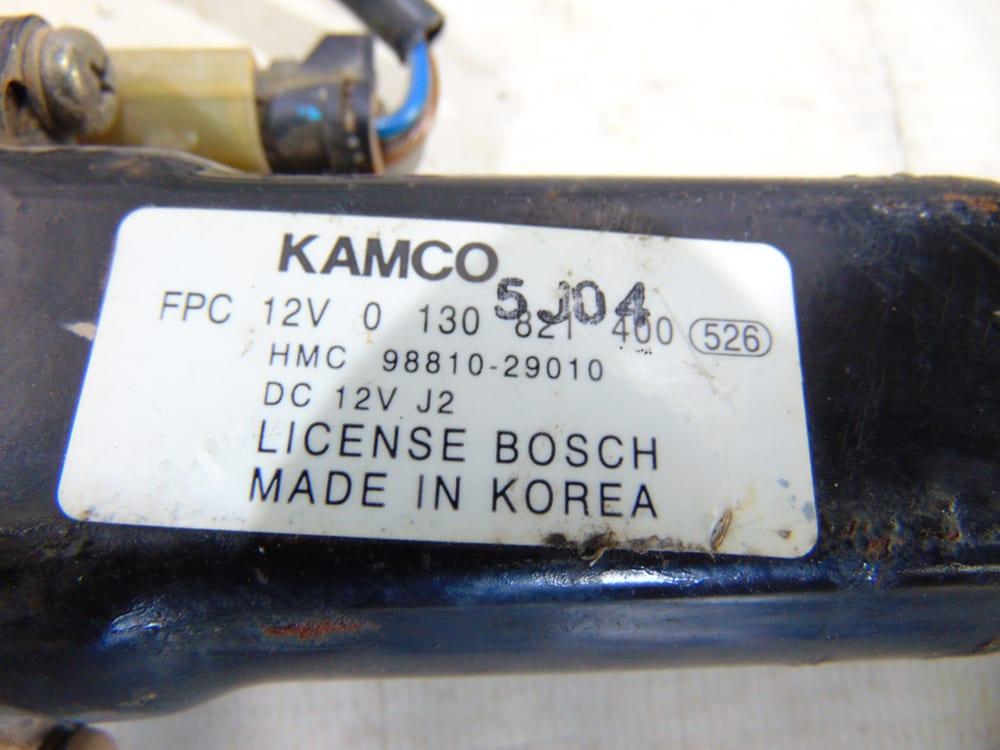 KAMCO
5J04
FPC 12V 0 130 821 400 526
HMC 98810-29010
DC 12V J2
LICENSE BOSCH
MADE IN KOREA